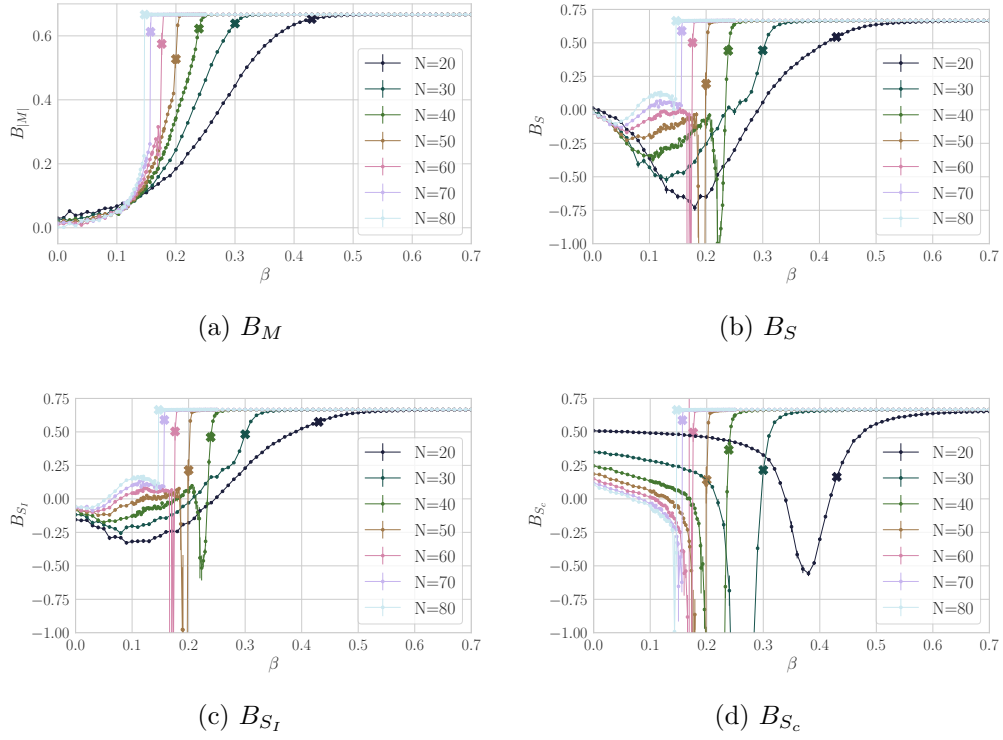 B|M|
0.6
0.4
0.2
0.0
0.0 0.1 0.2 0.3 0.4 0.5 0.6 0.7
β
N=20
N=30
N=40
N=50
N=60
N=70
N=80
(a) B_M
B_S
0.75
0.50
0.25
0.00
−0.25
−0.50
−0.75
−1.00
0.0 0.1 0.2 0.3 0.4 0.5 0.6 0.7
β
N=20
N=30
N=40
N=50
N=60
N=70
N=80
(b) B_S
B_{S_I}
0.75
0.50
0.25
0.00
−0.25
−0.50
−0.75
−1.00
0.0 0.1 0.2 0.3 0.4 0.5 0.6 0.7
β
N=20
N=30
N=40
N=50
N=60
N=70
N=80
(c) B_{S_I}
B_{S_c}
0.75
0.50
0.25
0.00
−0.25
−0.50
−0.75
−1.00
0.0 0.1 0.2 0.3 0.4 0.5 0.6 0.7
β
N=20
N=30
N=40
N=50
N=60
N=70
N=80
(d) B_{S_c}